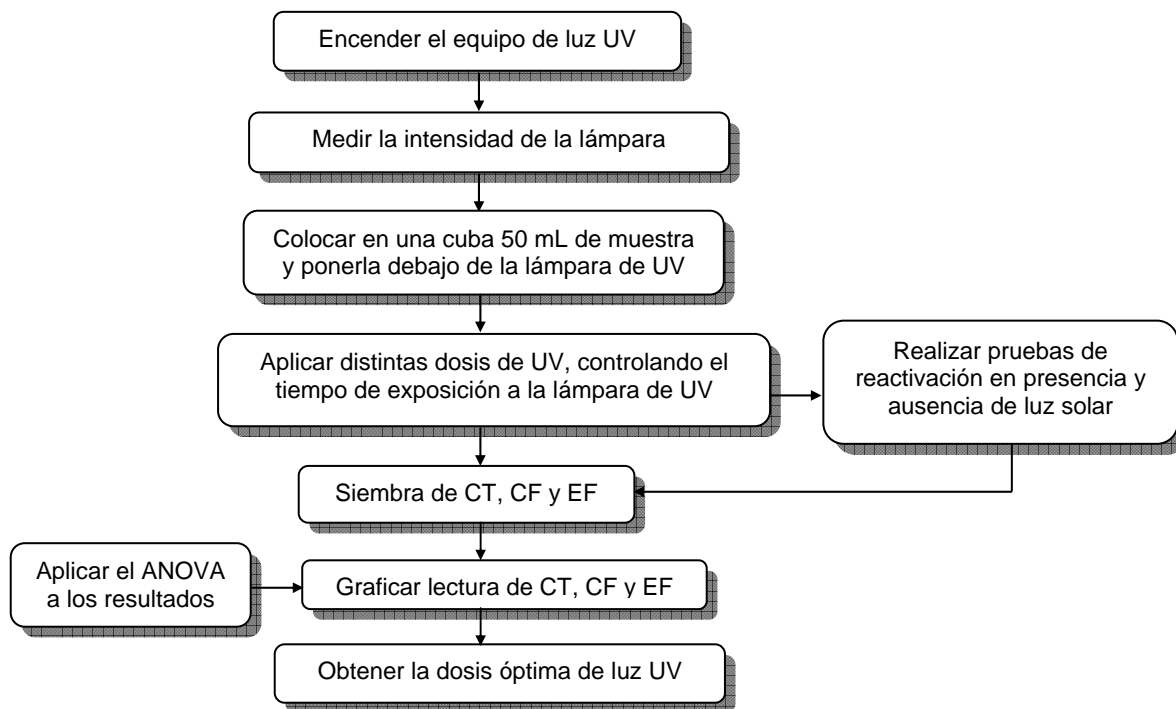 Encender el equipo de luz UV
Medir la intensidad de la lámpara
Colocar en una cuba 50 mL de muestra
y ponerla debajo de la lámpara de UV
Aplicar distintas dosis de UV, controlando el
tiempo de exposición a la lámpara de UV
Realizar pruebas de
reactivación en presencia y
ausencia de luz solar
Siembra de CT, CF y EF
Aplicar el ANOVA
a los resultados
Graficar lectura de CT, CF y EF
Obtener la dosis óptima de luz UV